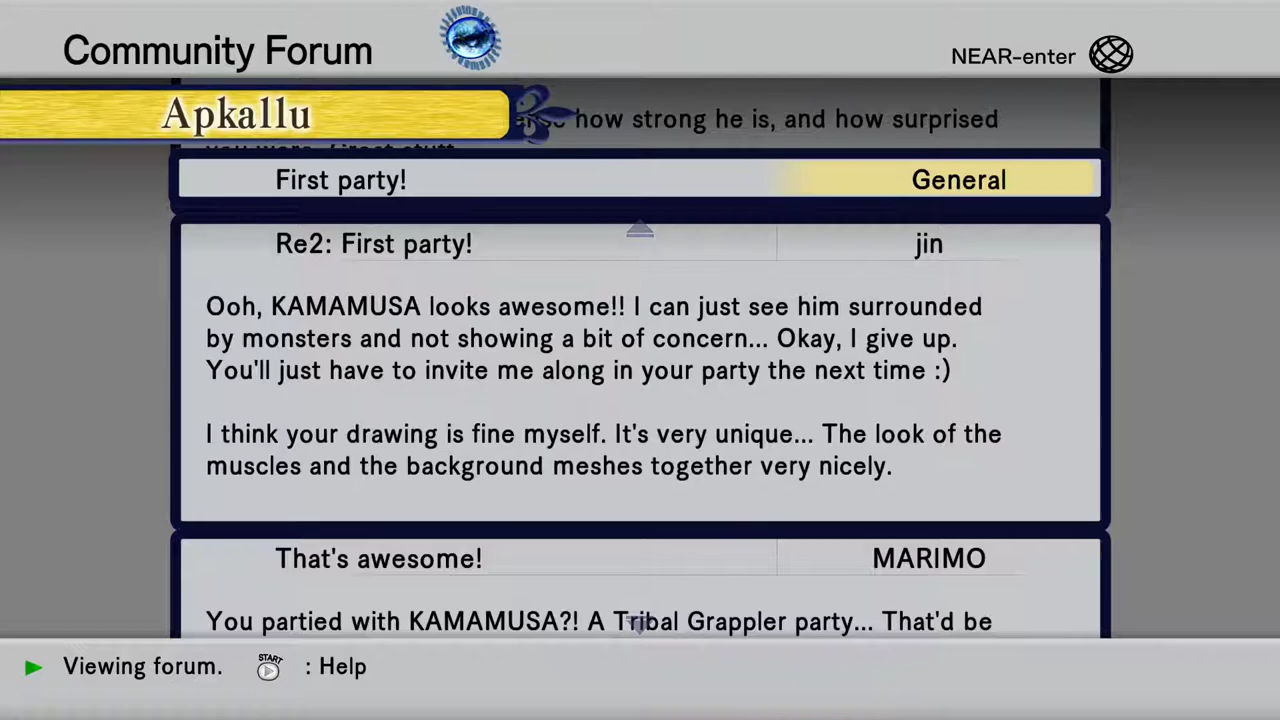 Community Forum
NEAR-enter
Apkallu
how strong he is, and how surprised
First party!
General
Re2: First party!
jin
Ooh, KAMAMUSA looks awesome!! I can just see him surrounded
by monsters and not showing a bit of concern... Okay, I give up.
You'll just have to invite me along in your party the next time :)
I think your drawing is fine myself. It's very unique... The look of the
muscles and the background meshes together very nicely.
That's awesome!
MARIMO
You partied with KAMAMUSA?! A Tribal Grappler party... That'd be
Viewing forum.
START
: Help